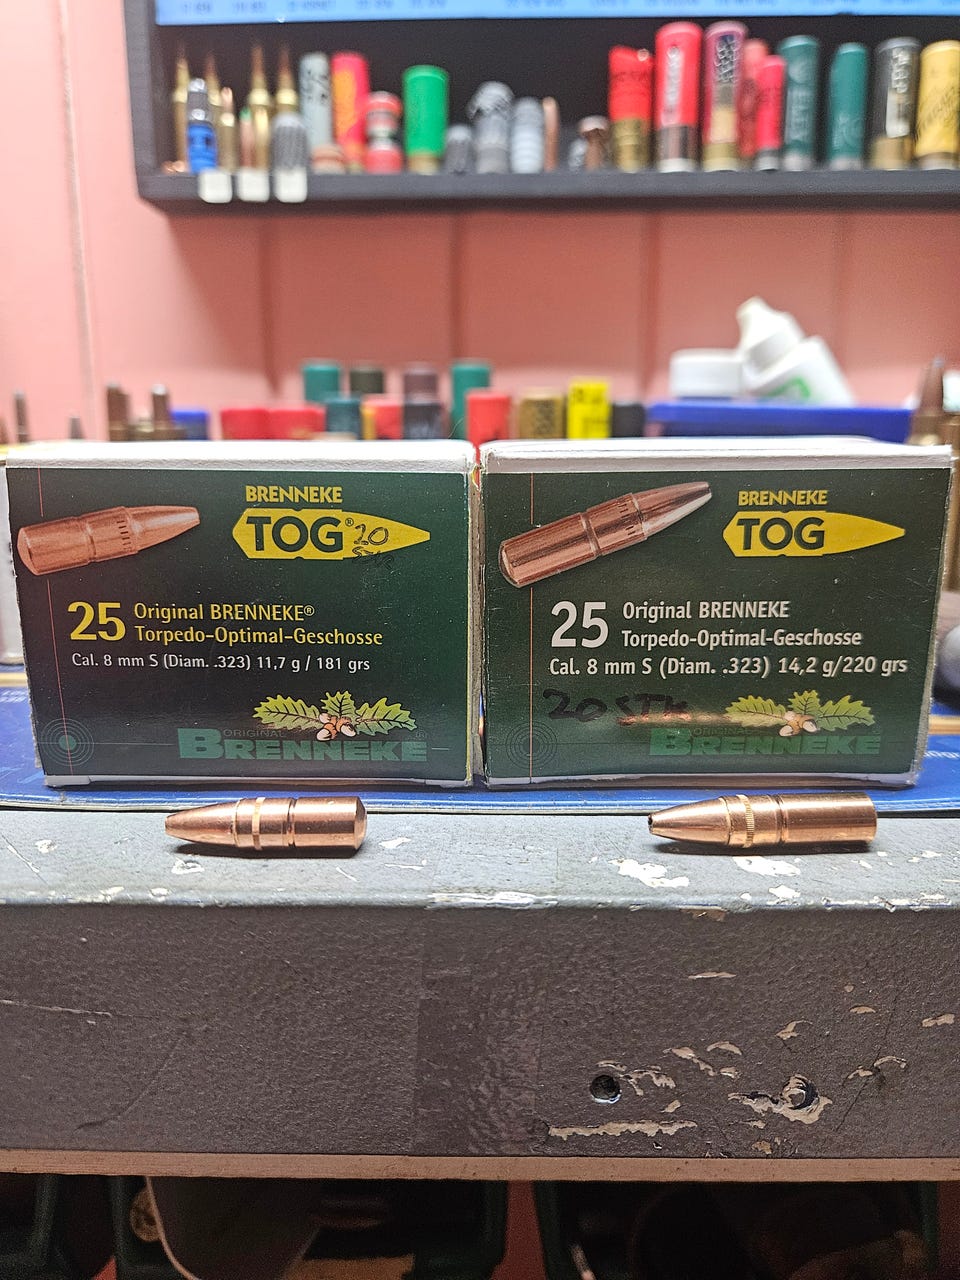 BRENNEKE
TOG®
20
STK
25
Original BRENNEKE®
Torpedo-Optimal-Geschosse
Cal. 8 mm S (Diam. .323) 11,7 g / 181 grs
ORIGINAL
BRENNEKE
BRENNEKE
TOG
25
Original BRENNEKE
Torpedo-Optimal-Geschosse
Cal. 8 mm S (Diam. .323) 14,2 g/220 grs
20 STK
ORIGINAL
BRENNEKE